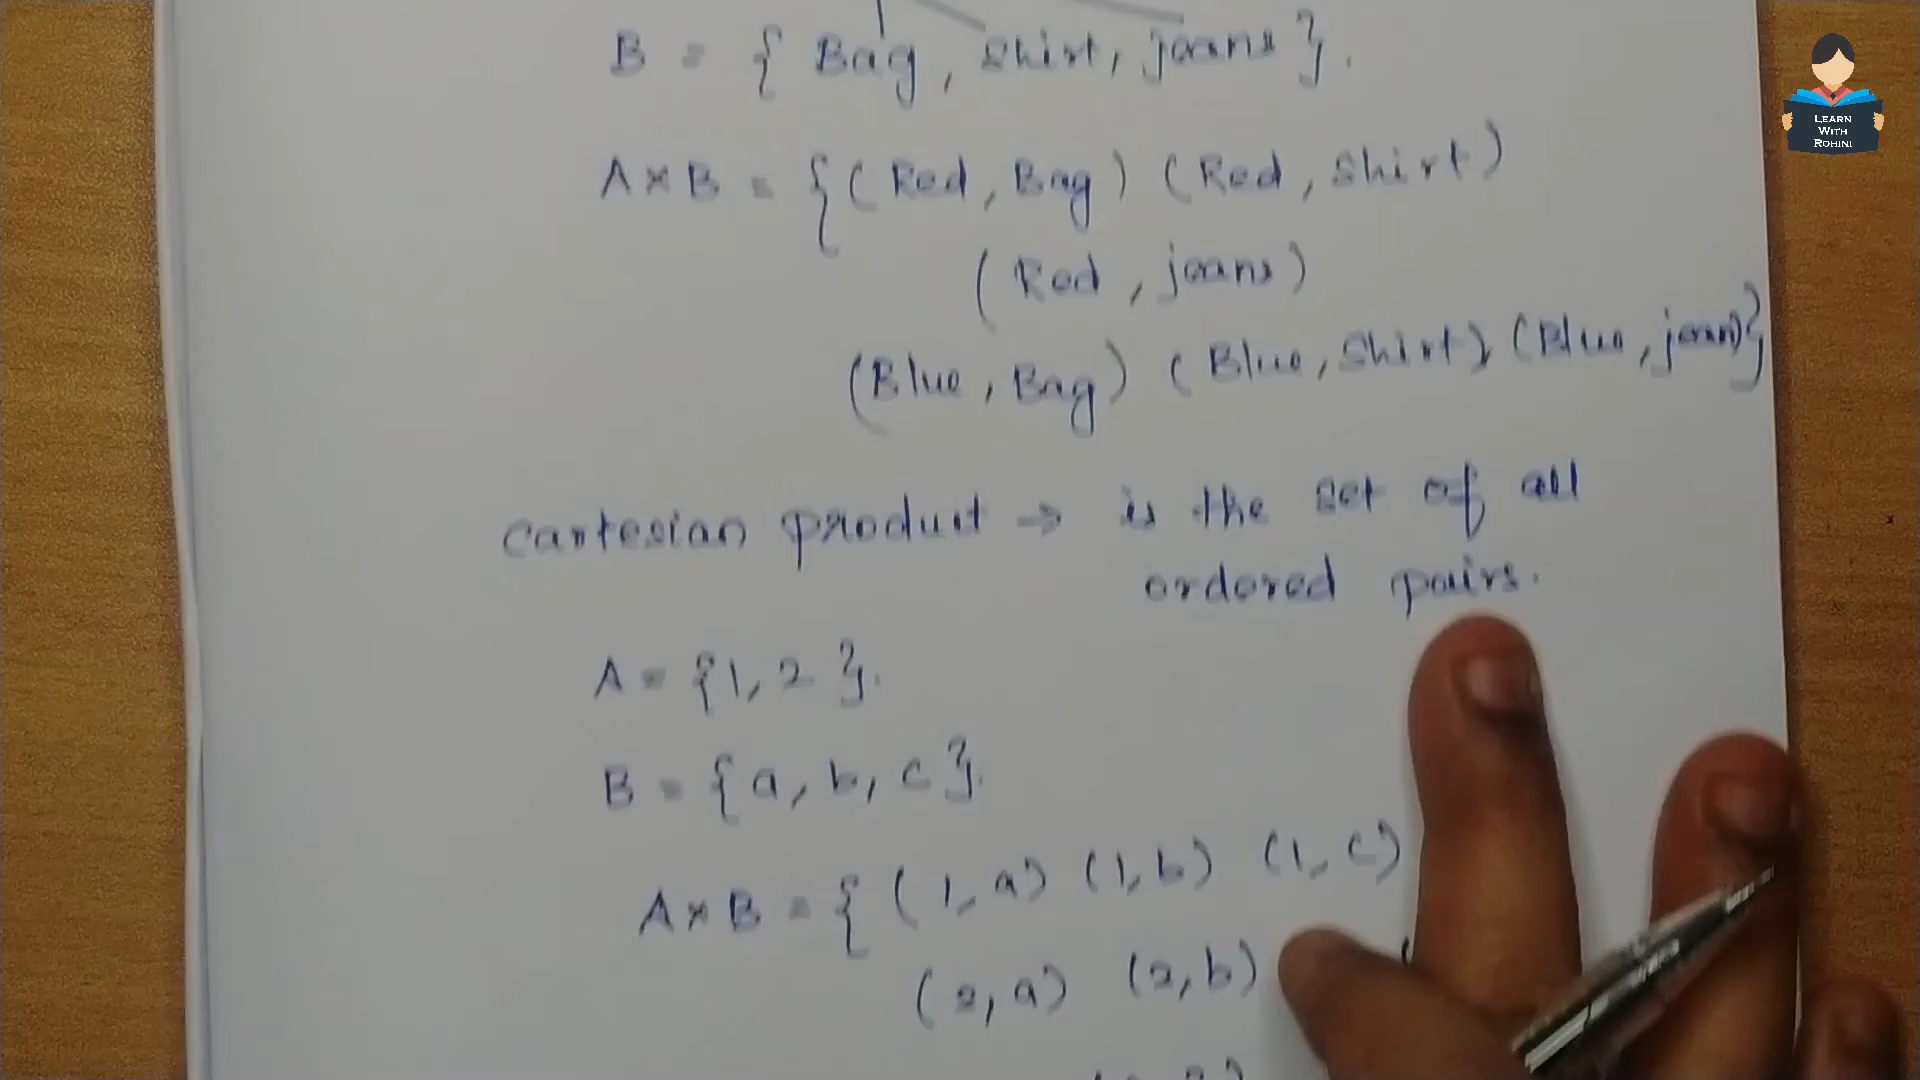 B = { Bag, shirt, jeans }.
A × B = { (Red, Bag) (Red, shirt)
(Red, jeans)
(Blue, Bag) (Blue, shirt), (Blue, jean) }
cartesian product → is the set of all
ordered pairs.
A = {1, 2 }.
B = { a, b, c }.
A × B = { (1, a) (1, b) (1, c)
(2, a) (2, b) (
LEARN
WITH
ROHINI